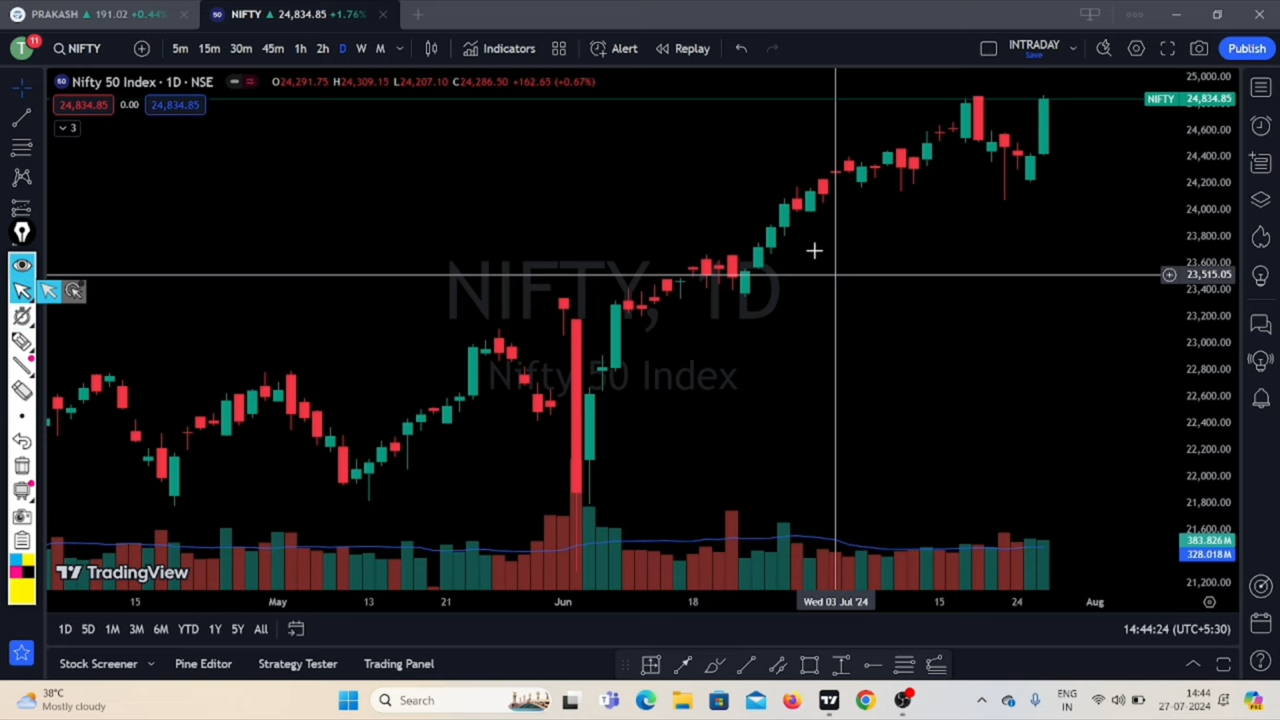 PRAKASH ▲ 191.02 +0.44%
NIFTY ▲ 24,834.85 +1.76%
T 11 NIFTY 5m 15m 30m 45m 1h 2h D W M Indicators Alert Replay INTRADAY Save Publish
50 Nifty 50 Index · 1D · NSE O24,291.75 H24,309.15 L24,207.10 C24,286.50 +162.65 (+0.67%)
24,834.85 0.00 24,834.85
3
25,000.00
NIFTY 24,834.85
24,600.00
24,400.00
24,200.00
24,000.00
23,800.00
23,600.00
23,515.05
23,400.00
23,200.00
23,000.00
22,800.00
22,600.00
22,400.00
22,200.00
22,000.00
21,800.00
21,600.00
383.826M
328.018M
21,200.00
NIFTY, 1D
Nifty 50 Index
TradingView
15 May 13 21 Jun 18 Wed 03 Jul '24 15 24 Aug
1D 5D 1M 3M 6M YTD 1Y 5Y All 14:44:24 (UTC+5:30)
Stock Screener Pine Editor Strategy Tester Trading Panel
38°C
Mostly cloudy
Search
ENG
IN
14:44
27-07-2024